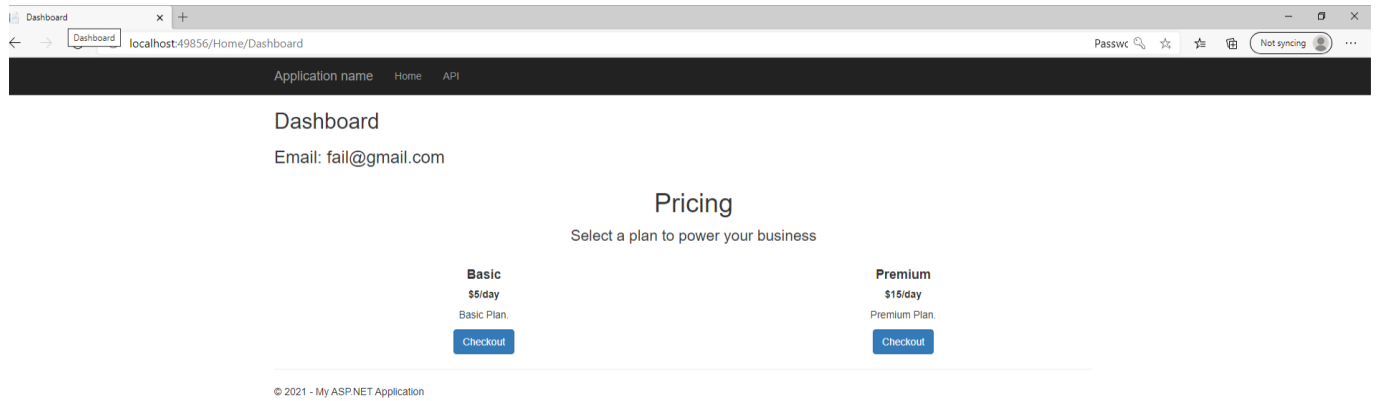 Dashboard
Dashboard
localhost:49856/Home/Dashboard
Passwc
Not syncing
Application name Home API
Dashboard
Email: fail@gmail.com
Pricing
Select a plan to power your business
Basic Premium
$5/day $15/day
Basic Plan. Premium Plan.
Checkout Checkout
© 2021 - My ASP.NET Application